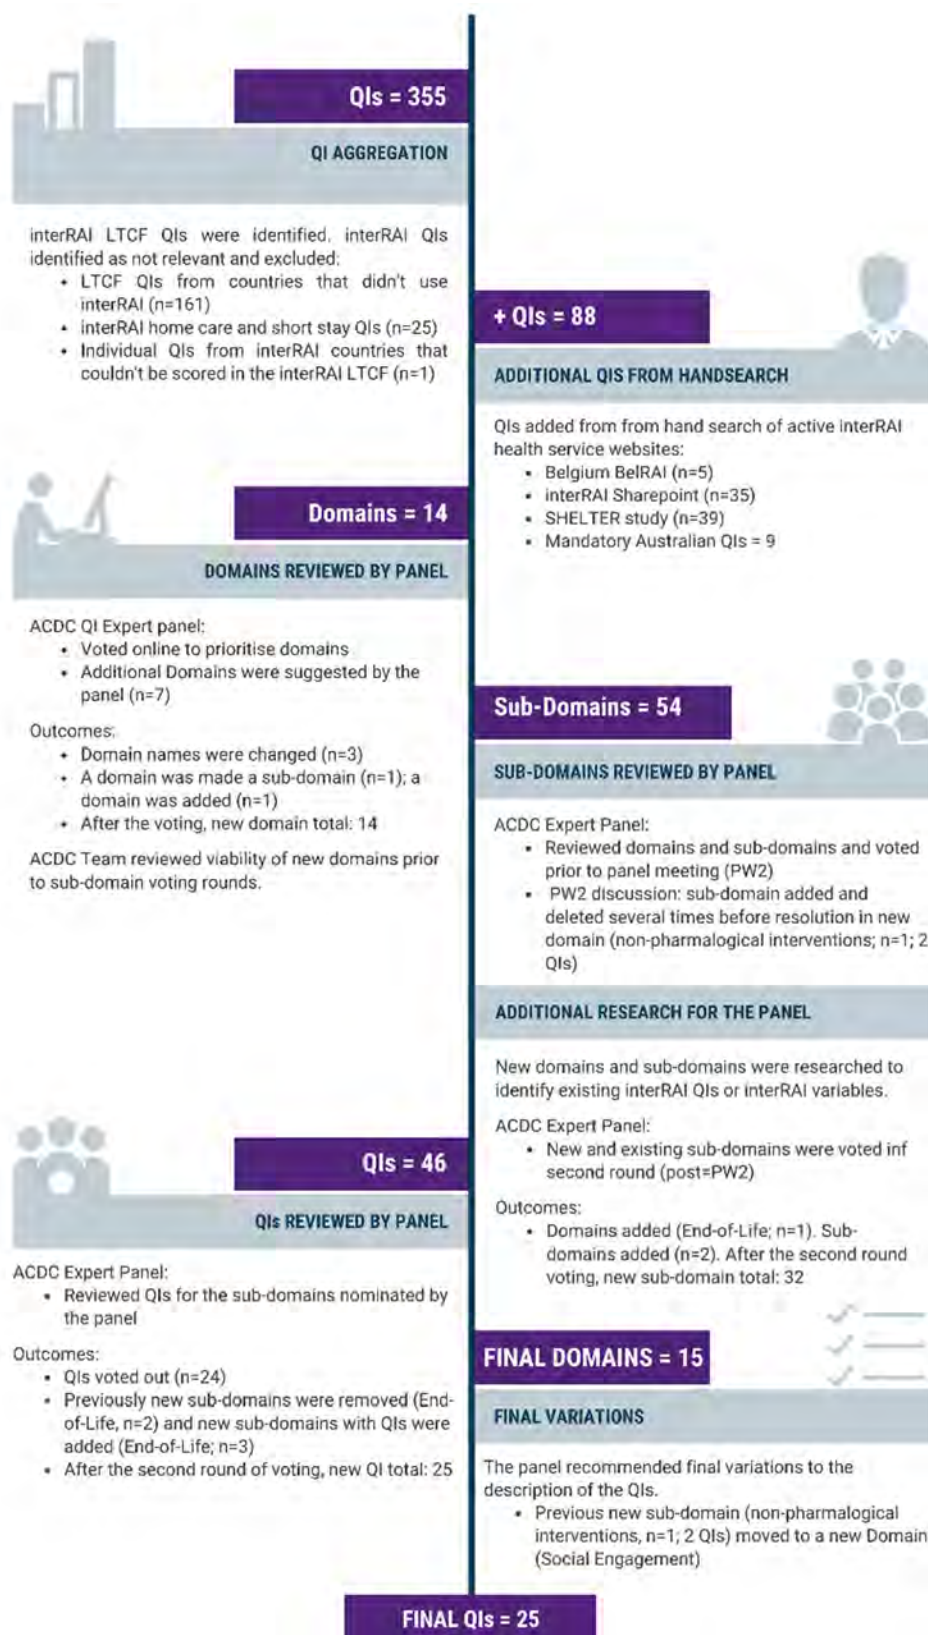 QIs = 355
QI AGGREGATION
interRAI LTCF QIs were identified. interRAI QIs
identified as not relevant and excluded:
• LTCF QIs from countries that didn't use
interRAI (n=161)
• interRAI home care and short stay QIs (n=25)
• Individual QIs from interRAI countries that
couldn't be scored in the interRAI LTCF (n=1)
+ QIs = 88
ADDITIONAL QIS FROM HANDSEARCH
QIs added from from hand search of active interRAI
health service websites:
• Belgium BelRAI (n=5)
• interRAI Sharepoint (n=35)
• SHELTER study (n=39)
• Mandatory Australian QIs = 9
Domains = 14
DOMAINS REVIEWED BY PANEL
ACDC QI Expert panel:
• Voted online to prioritise domains
• Additional Domains were suggested by the
panel (n=7)
Outcomes:
• Domain names were changed (n=3)
• A domain was made a sub-domain (n=1); a
domain was added (n=1)
• After the voting, new domain total: 14
ACDC Team reviewed viability of new domains prior
to sub-domain voting rounds.
Sub-Domains = 54
SUB-DOMAINS REVIEWED BY PANEL
ACDC Expert Panel:
• Reviewed domains and sub-domains and voted
prior to panel meeting (PW2)
• PW2 discussion: sub-domain added and
deleted several times before resolution in new
domain (non-pharmalogical interventions; n=1; 2
QIs)
ADDITIONAL RESEARCH FOR THE PANEL
New domains and sub-domains were researched to
identify existing interRAI QIs or interRAI variables.
ACDC Expert Panel:
• New and existing sub-domains were voted inf
second round (post=PW2)
Outcomes:
• Domains added (End-of-Life; n=1). Sub-
domains added (n=2). After the second round
voting, new sub-domain total: 32
QIs = 46
QIs REVIEWED BY PANEL
ACDC Expert Panel:
• Reviewed QIs for the sub-domains nominated by
the panel
Outcomes:
• QIs voted out (n=24)
• Previously new sub-domains were removed (End-
of-Life, n=2) and new sub-domains with QIs were
added (End-of-Life; n=3)
• After the second round of voting, new QI total: 25
FINAL DOMAINS = 15
FINAL VARIATIONS
The panel recommended final variations to the
description of the QIs.
• Previous new sub-domain (non-pharmalogical
interventions, n=1; 2 QIs) moved to a new Domain
(Social Engagement)
FINAL QIs = 25